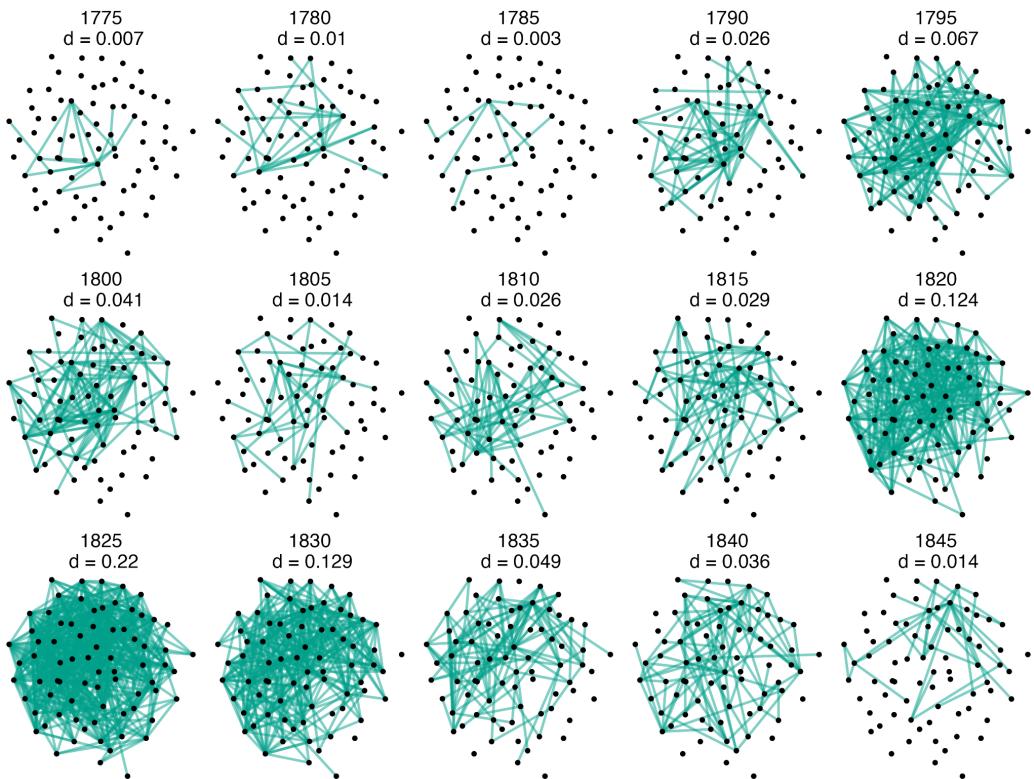 1775
d = 0.007
1780
d = 0.01
1785
d = 0.003
1790
d = 0.026
1795
d = 0.067
1800
d = 0.041
1805
d = 0.014
1810
d = 0.026
1815
d = 0.029
1820
d = 0.124
1825
d = 0.22
1830
d = 0.129
1835
d = 0.049
1840
d = 0.036
1845
d = 0.014